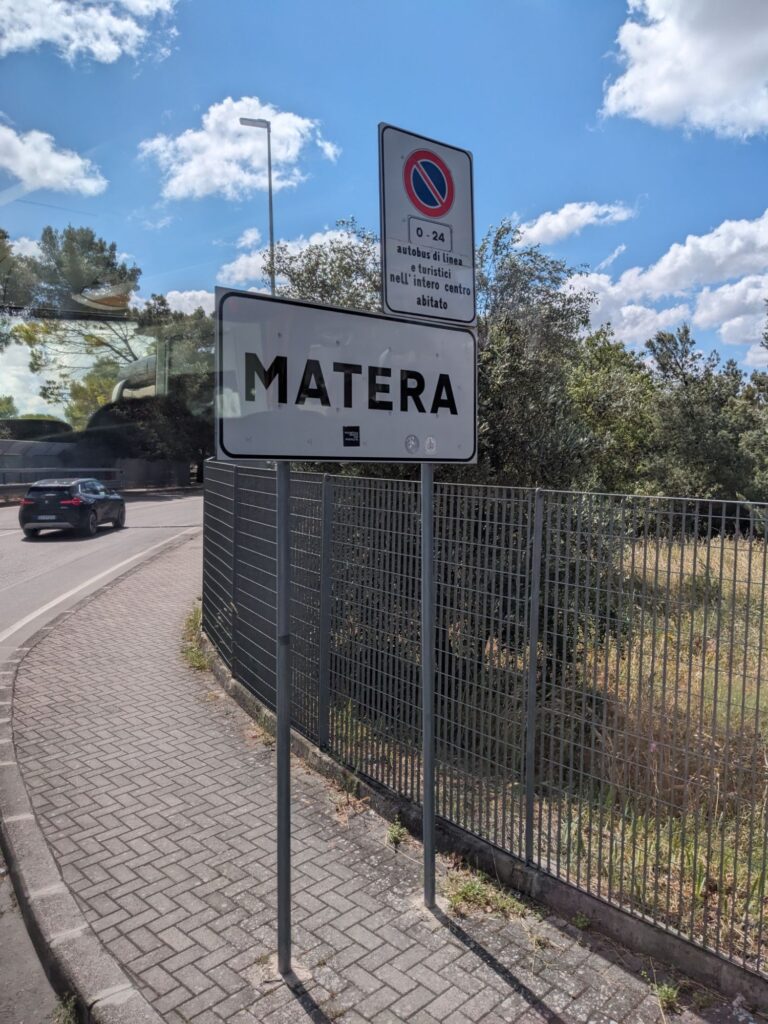 0-24
autobus di linea
e turistici
nell'intero centro
abitato
MATERA